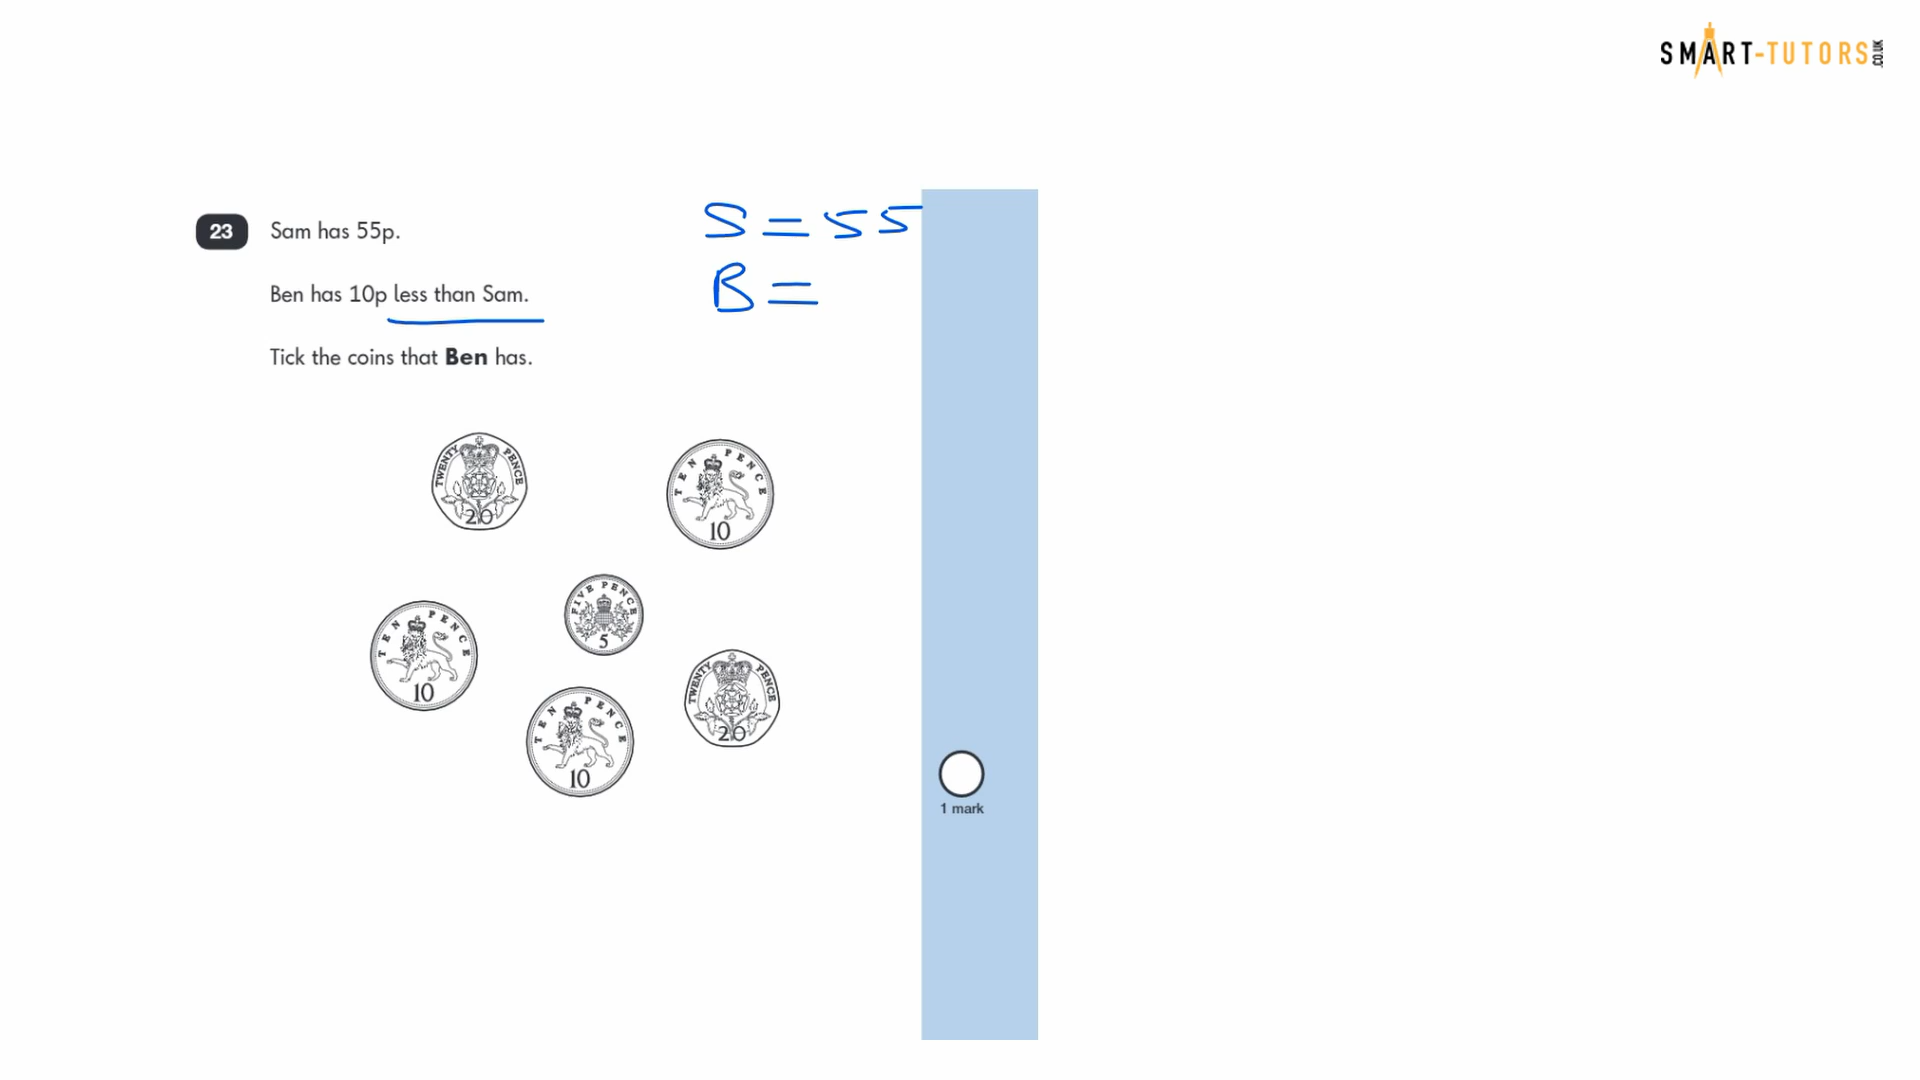 SMART-TUTORS.CO.UK
23 Sam has 55p.
S = 55
Ben has 10p less than Sam.
B =
Tick the coins that Ben has.
TWENTY PENCE
20
TEN PENCE
10
FIVE PENCE
5
TEN PENCE
10
TWENTY PENCE
20
TEN PENCE
10
1 mark